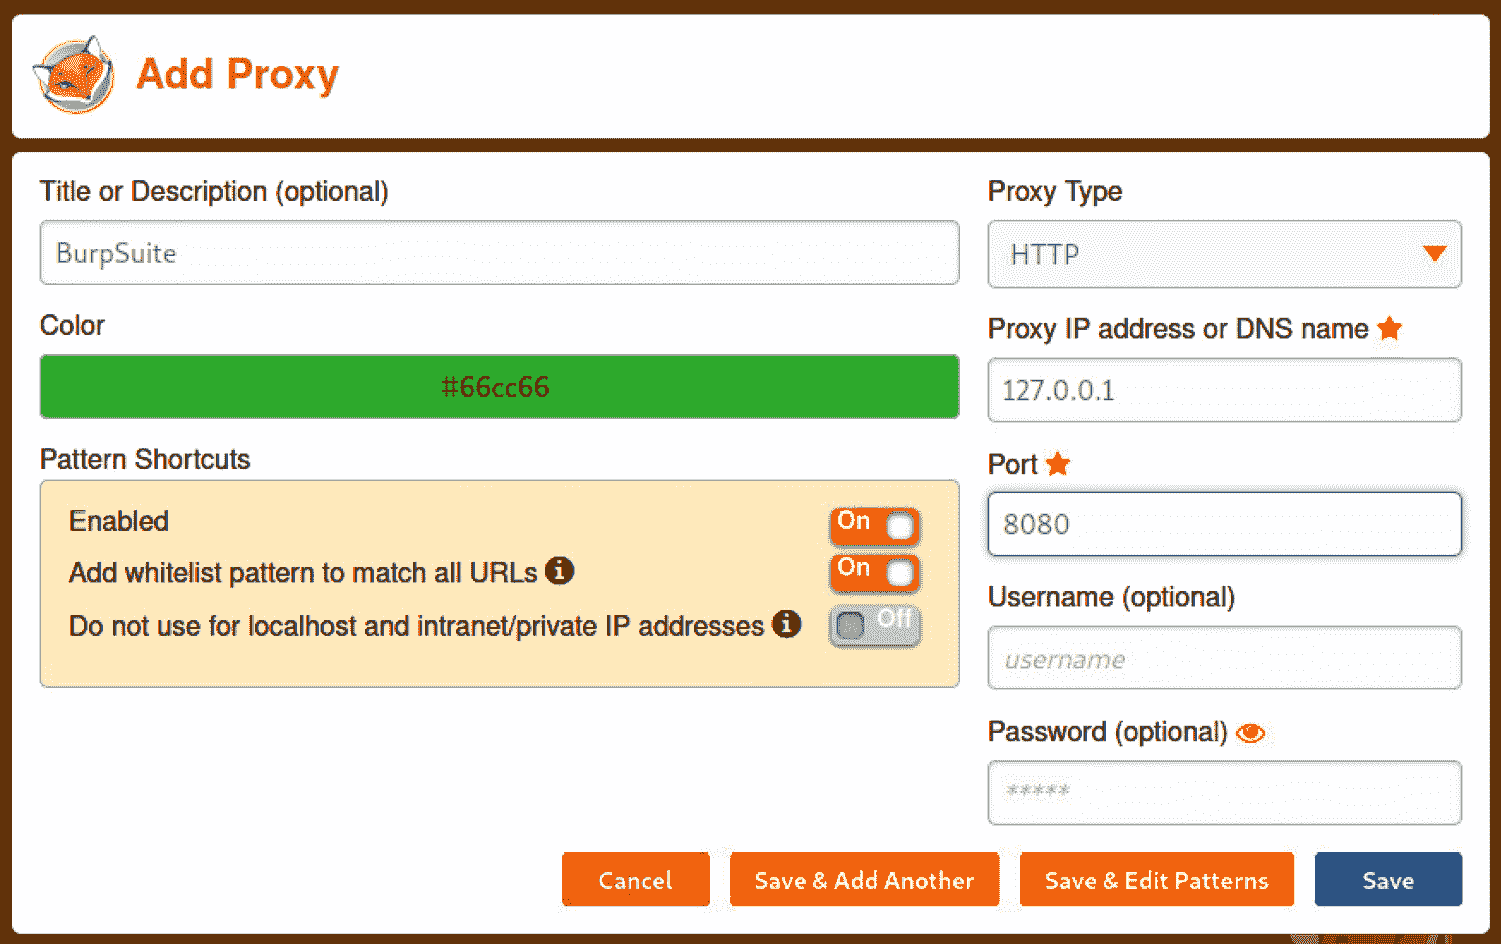 Add Proxy
Title or Description (optional)
BurpSuite
Color
#66cc66
Pattern Shortcuts
Enabled
On
Add whitelist pattern to match all URLs
On
Do not use for localhost and intranet/private IP addresses
Off
Proxy Type
HTTP
Proxy IP address or DNS name
127.0.0.1
Port
8080
Username (optional)
username
Password (optional)
*****
Cancel
Save & Add Another
Save & Edit Patterns
Save